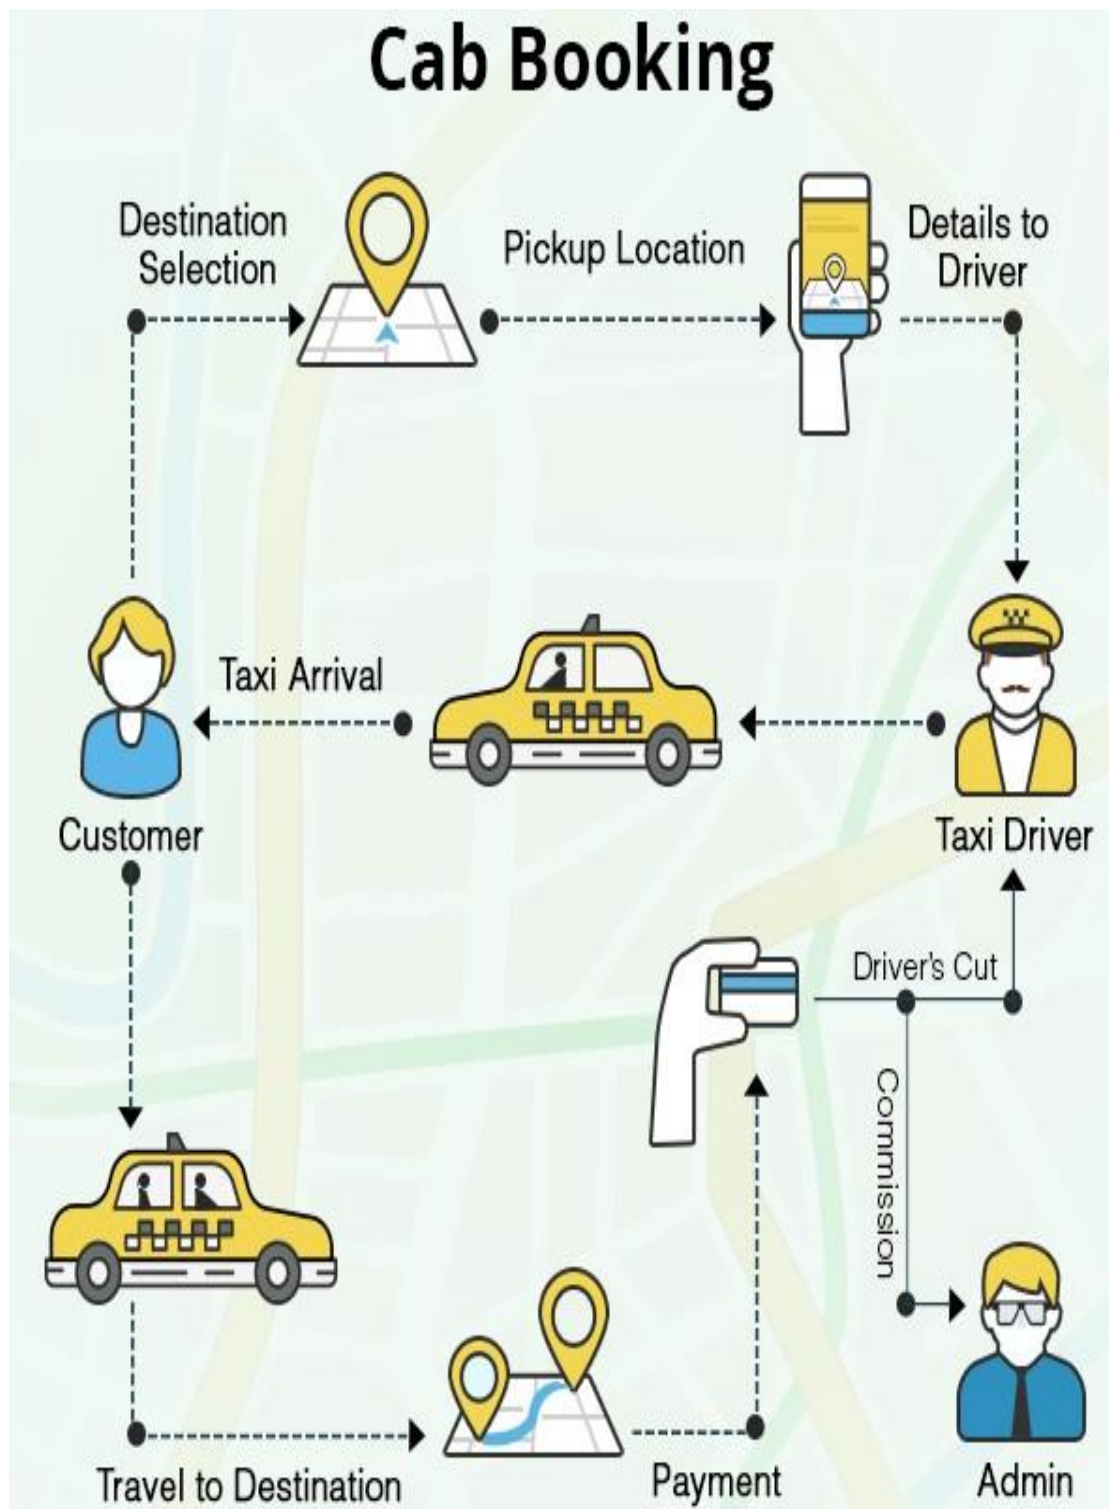 Cab Booking
Destination
Selection
Pickup Location
Details to
Driver
Taxi Arrival
Customer
Taxi Driver
Driver's Cut
Commission
Travel to Destination
Payment
Admin